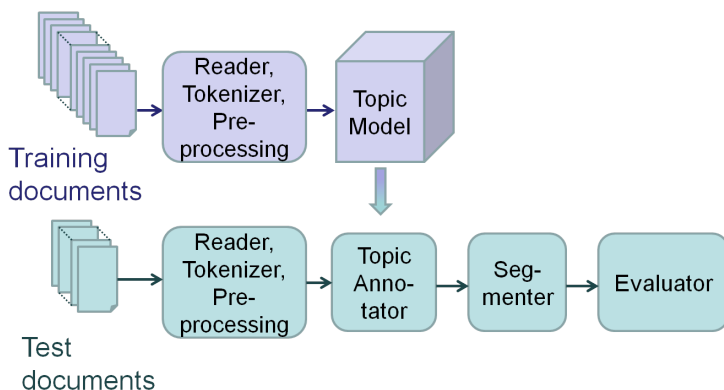 Reader,
Tokenizer,
Pre-
processing
Topic
Model
Training
documents
Reader,
Tokenizer,
Pre-
processing
Topic
Anno-
tator
Seg-
menter
Evaluator
Test
documents